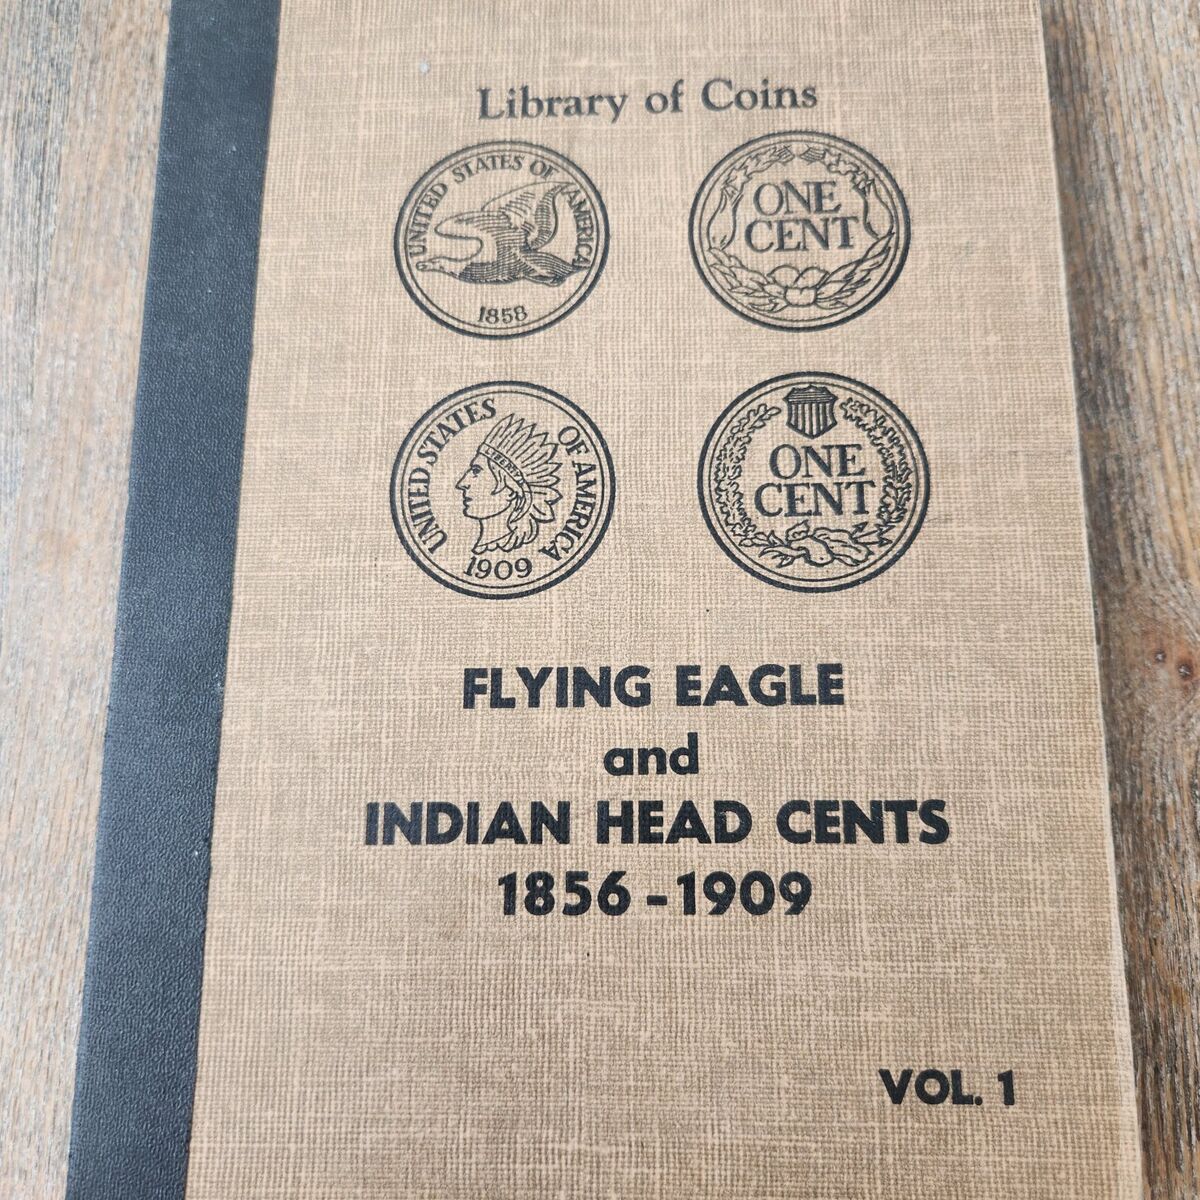 Library of Coins
UNITED STATES OF AMERICA
1858
ONE
CENT
UNITED STATES OF AMERICA
LIBERTY
1909
ONE
CENT
FLYING EAGLE
and
INDIAN HEAD CENTS
1856-1909
VOL. 1